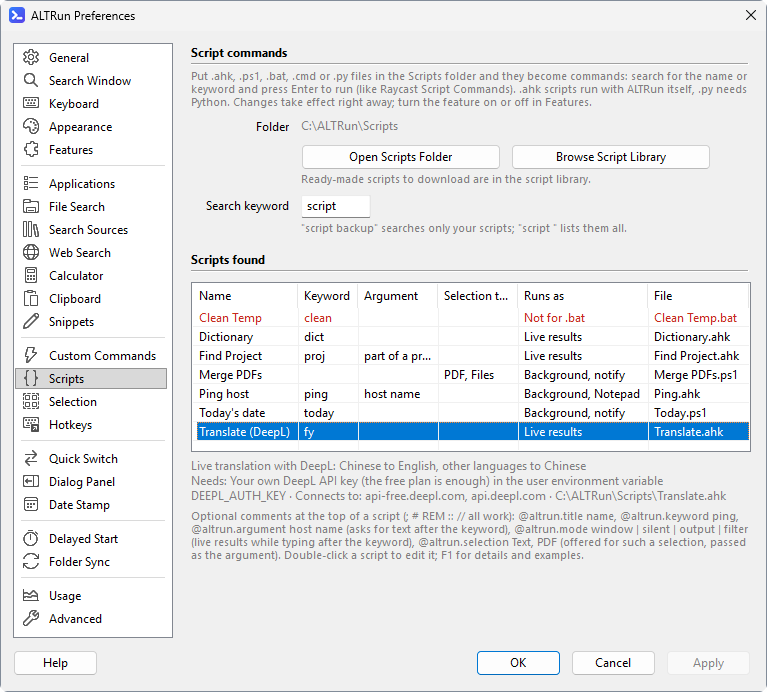 ALTRun Preferences
General
Search Window
Keyboard
Appearance
Features
Applications
File Search
Search Sources
Web Search
Calculator
Clipboard
Snippets
Custom Commands
Scripts
Selection
Hotkeys
Quick Switch
Dialog Panel
Date Stamp
Delayed Start
Folder Sync
Usage
Advanced
Script commands
Put .ahk, .ps1, .bat, .cmd or .py files in the Scripts folder and they become commands: search for the name or
keyword and press Enter to run (like Raycast Script Commands). .ahk scripts run with ALTRun itself, .py needs
Python. Changes take effect right away; turn the feature on or off in Features.
Folder C:\ALTRun\Scripts
Open Scripts Folder Browse Script Library
Ready-made scripts to download are in the script library.
Search keyword script
"script backup" searches only your scripts; "script " lists them all.
Scripts found
Name Keyword Argument Selection t... Runs as File
Clean Temp clean Not for .bat Clean Temp.bat
Dictionary dict Live results Dictionary.ahk
Find Project proj part of a pr... Live results Find Project.ahk
Merge PDFs PDF, Files Background, notify Merge PDFs.ps1
Ping host ping host name Background, Notepad Ping.ahk
Today's date today Background, notify Today.ps1
Translate (DeepL) fy Live results Translate.ahk
Live translation with DeepL: Chinese to English, other languages to Chinese
Needs: Your own DeepL API key (the free plan is enough) in the user environment variable
DEEPL_AUTH_KEY · Connects to: api-free.deepl.com, api.deepl.com · C:\ALTRun\Scripts\Translate.ahk
Optional comments at the top of a script (; # REM :: // all work): @altrun.title name, @altrun.keyword ping,
@altrun.argument host name (asks for text after the keyword), @altrun.mode window | silent | output | filter
(live results while typing after the keyword), @altrun.selection Text, PDF (offered for such a selection, passed
as the argument). Double-click a script to edit it; F1 for details and examples.
Help OK Cancel Apply